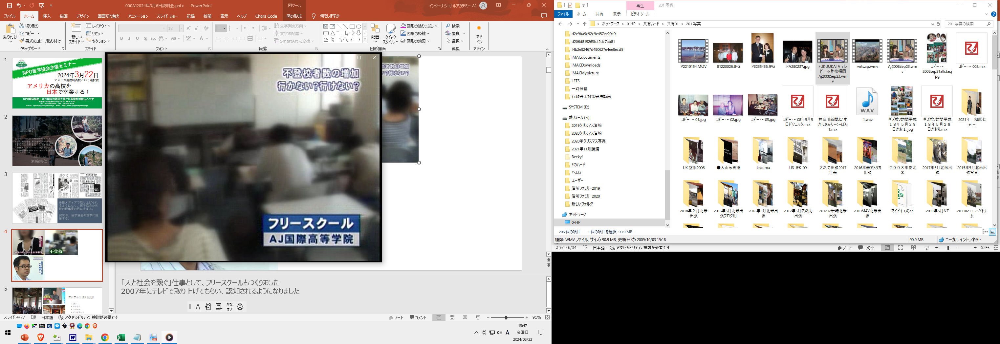 000AJ2024年3月6日説明会.pptx - PowerPoint
図ツール
インターナショナルアカデミー AJ
ファイル ホーム 挿入 描画 デザイン 画面切り替え アニメーション スライド ショー 記録 校閲 表示 ヘルプ Chars Code 図の形式 何をしますか
貼り付け
切り取り
コピー
書式のコピー/貼り付け
クリップボード
新しい
スライド
レイアウト
リセット
セクション
スライド
18
フォント
文字列の方向
文字の配置
SmartArt に変換
段落
配置
クイック
スタイル
図形の塗りつぶし
図形の枠線
図形の効果
図形描画
検索
置換
選択
編集
アド
イン
アドイン
1
NPO留学協会主催セミナー
2024年3月22日
アメリカ通信制高校という選択肢
アメリカの高校を
日本で卒業する!
「NPO留学協会」は内閣府の認証を受けた非営利活動法人です
2
自己紹介
岩崎宗仁
3
各種メディアで取り上げられ
るようになり、留学協会の当
時の理事長の目に止まる。
2005年、留学協会の理事に就
任する。
4
不登校
5
アジア各国で議院活動
タイ
ベトナム
ネパール
インドネシア
不登校者数の増加
行かない?行けない?
フリースクール
AJ国際高等学院
「人と社会を繋ぐ」仕事として、フリースクールもつくりました
2007年にテレビで取り上げてもらい、認知されるようになりました
A
かな
オフ
スライド 4/77 日本語 アクセシビリティ: 検討が必要です
ノート コメント 91%
13:47
金曜日
2024/03/22
再生
201 写真
ファイル ホーム 共有 表示 ビデオ ツール
ネットワーク › 0-HP › 共有ハード › 共有01 › 201 写真
201 写真の検索
d2e9ba9c92c9e457ee29c9
d206d819263fcf2dc7ab81
f4b2e82467d480627e4ee8ecd5
iMACdocuments
iMACDownloads
iMACMypicture
LETS
一時保管
行政書士対策憲法動画
SYSTEM (E:)
ボリューム (F:)
2019クリスマス岩崎
2020クリスマス岩崎
2020年クリスマス写真
2021年11月勝浦
Becky!
Fのハード
やよい
ユーザー
岩崎ファミリー2019
岩崎ファミリー2020
新しいフォルダー
ネットワーク
0-HP
P2210154.MOV
81220026.JPG
P3235436.JPG
PA280237.jpg
FUKUOKATV テレビ 不登校福岡Aj2008Sep23.wmv
witszip.wmv
Aj2008Sep23.wmv
コピー ~ 2008sep21allstar.jpg
コピー ~ 003.mix
コピー ~ 01.jpg
コピー ~ 02.jpg
コピー ~ 03.jpg
コピー ~ 08年5月5日ピクニック.mix
神奈川新聞よこすかふぁみりーくーぽん1.mix
WAV
1.wav
ギズボン訪問平成18年5月29日かお1.jpg
ギズボン訪問平成18年5月29日かおり.mix
2021年 和暦七五三
UK 空手2006
●大山写真館
kazuma
US-JFK-09
アメリカ出張2017年春
2016年春アメリカ出張
2008年夏北米
2017年5月北米出張
2015年5月北米出張写真
2018年2月北米出張
2016年5月北米出張ブログ用
2016年5月北米出張
2012年5月アメリカ出張
201212岩崎北米出張
2010MAY北米出張
マイドキュメント
2011年5月NZ
20110211-23ベトナム
206 個の項目 1 個の項目を選択 90.9 MB
種類: WMV ファイル, サイズ: 90.9 MB, 更新日時: 2009/10/03 15:18
90.9 MB ローカル イントラネット
スライド 6/34 日本語 アクセシビリティ: 検討が必要です
ノート コメント 55%